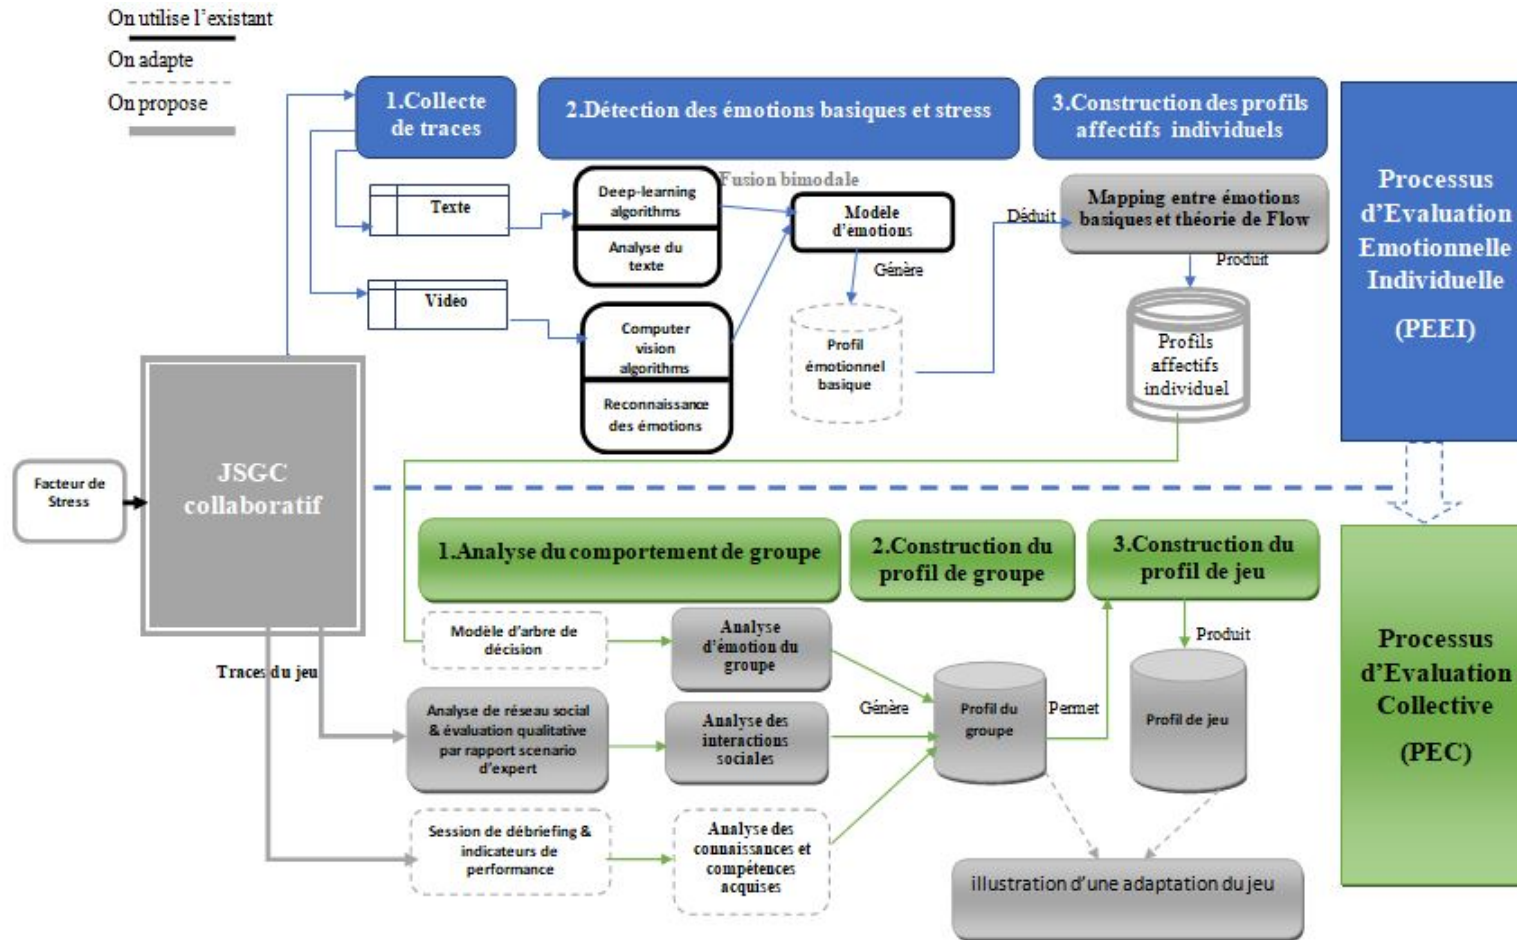 On utilise l'existant
On adapte
On propose
1.Collecte
de traces
2.Détection des émotions basiques et stress
3.Construction des profils
affectifs individuels
Processus
d'Evaluation
Emotionnelle
Individuelle
(PEEI)
Texte
Vidéo
Deep-learning
algorithms
Analyse du
texte
Fusion bimodale
Computer
vision
algorithms
Reconnaissance
des émotions
Modèle
d'émotions
Génère
Profil
émotionnel
basique
Déduit
Mapping entre émotions
basiques et théorie de Flow
Produit
Profils
affectifs
individuel
Facteur de
Stress
JSGC
collaboratif
Traces du jeu
1.Analyse du comportement de groupe
2.Construction du
profil de groupe
3.Construction du
profil de jeu
Processus
d'Evaluation
Collective
(PEC)
Modèle d'arbre de
décision
Analyse
d'émotion du
groupe
Analyse de réseau social
& évaluation qualitative
par rapport scenario
d'expert
Analyse des
interactions
sociales
Session de débriefing &
indicateurs de
performance
Analyse des
connaissances et
compétences
acquises
Génère
Profil du
groupe
Permet
Produit
Profil de jeu
illustration d'une adaptation du jeu